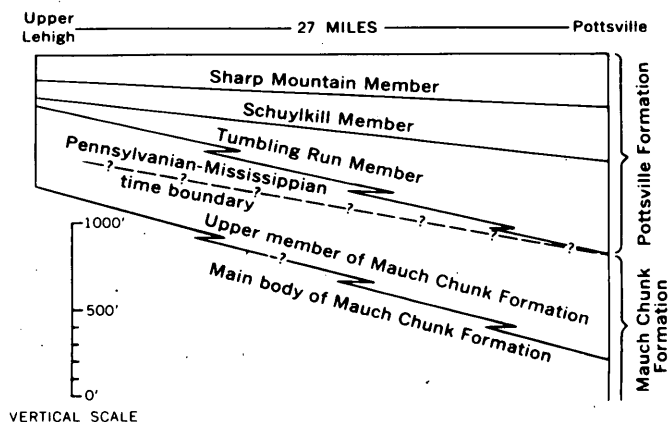 Upper
Lehigh
27 MILES
Pottsville
Sharp Mountain Member
Schuylkill Member
Tumbling Run Member
Pennsylvanian-Mississippian
time boundary
? ? ? ? ? ? ?
Upper member of Mauch Chunk Formation
?
Main body of Mauch Chunk Formation
Pottsville Formation
Mauch Chunk
Formation
1000'
500'
0'
VERTICAL SCALE